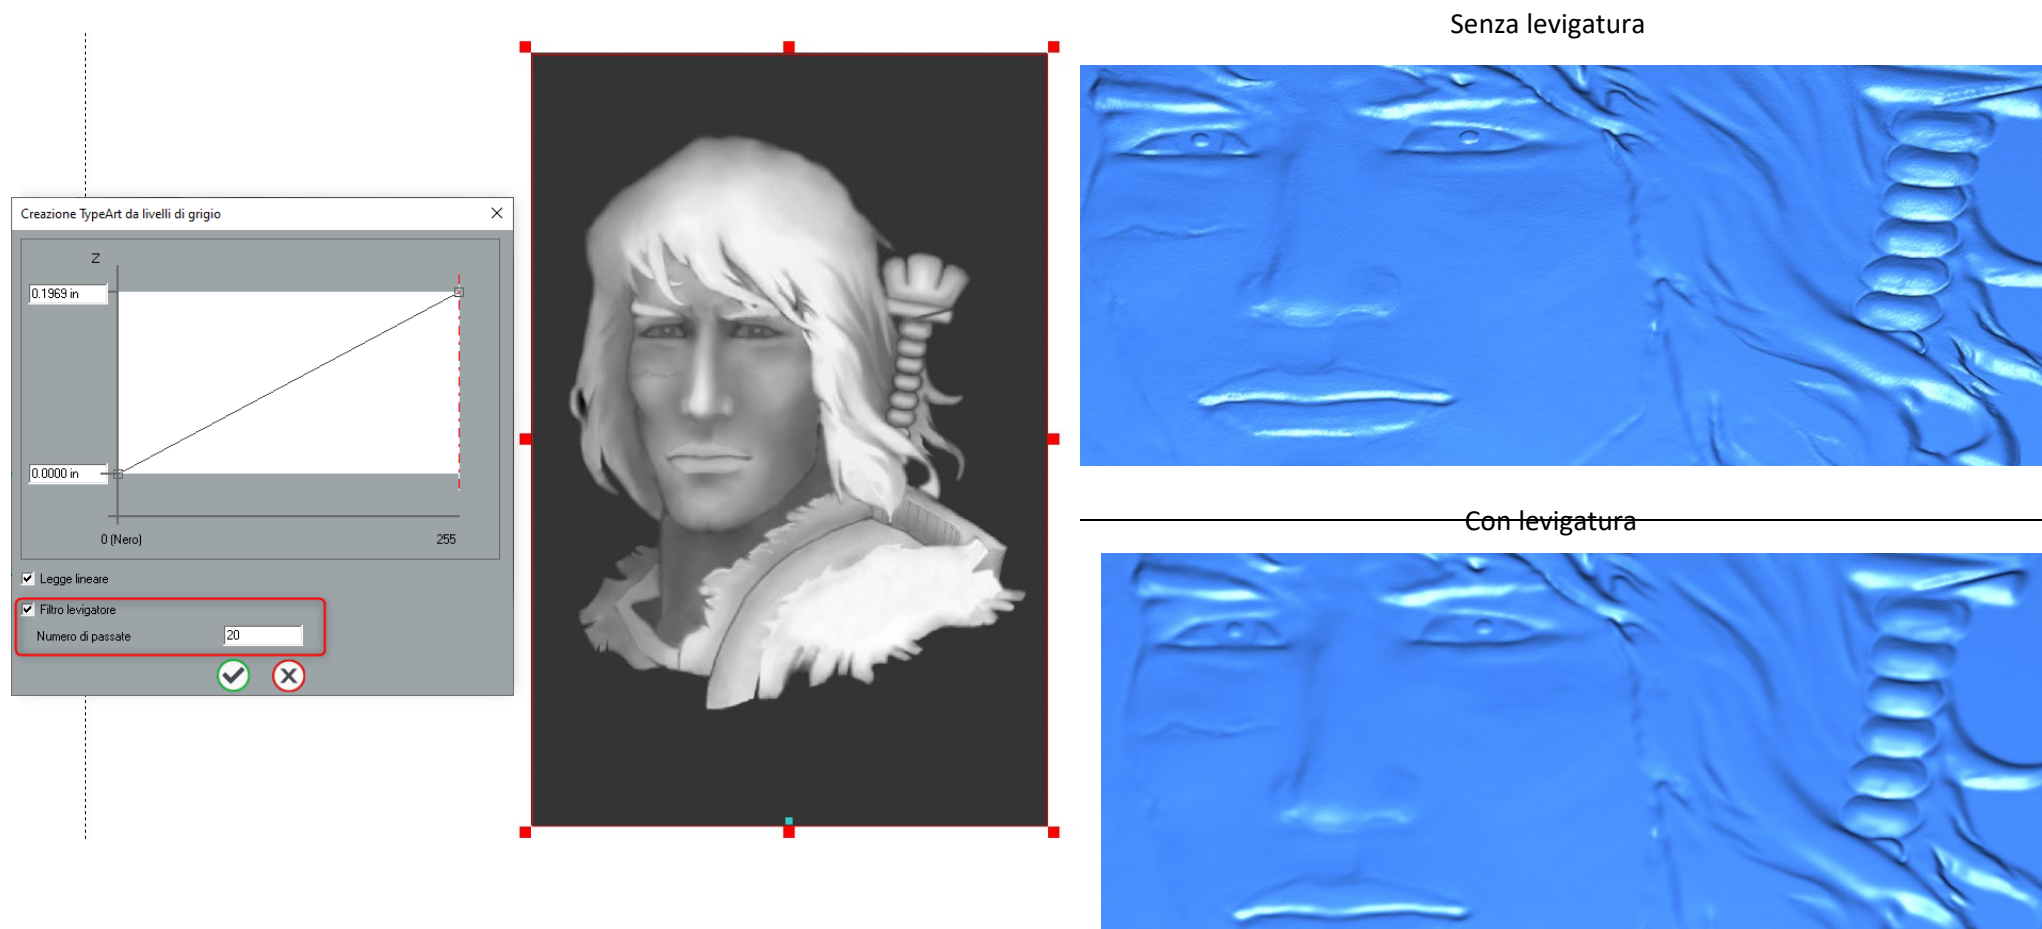 Senza levigatura
Creazione TypeArt da livelli di grigio
Z
0.1969 in
0.0000 in
0 (Nero)
255
Legge lineare
Filtro levigatore
Numero di passate
20
Con levigatura